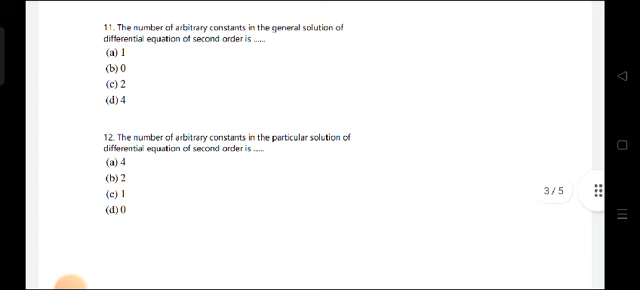 11. The number of arbitrary constants in the general solution of
differential equation of second order is ......
(a) 1
(b) 0
(c) 2
(d) 4
12. The number of arbitrary constants in the particular solution of
differential equation of second order is ......
(a) 4
(b) 2
(c) 1
(d) 0
3 / 5